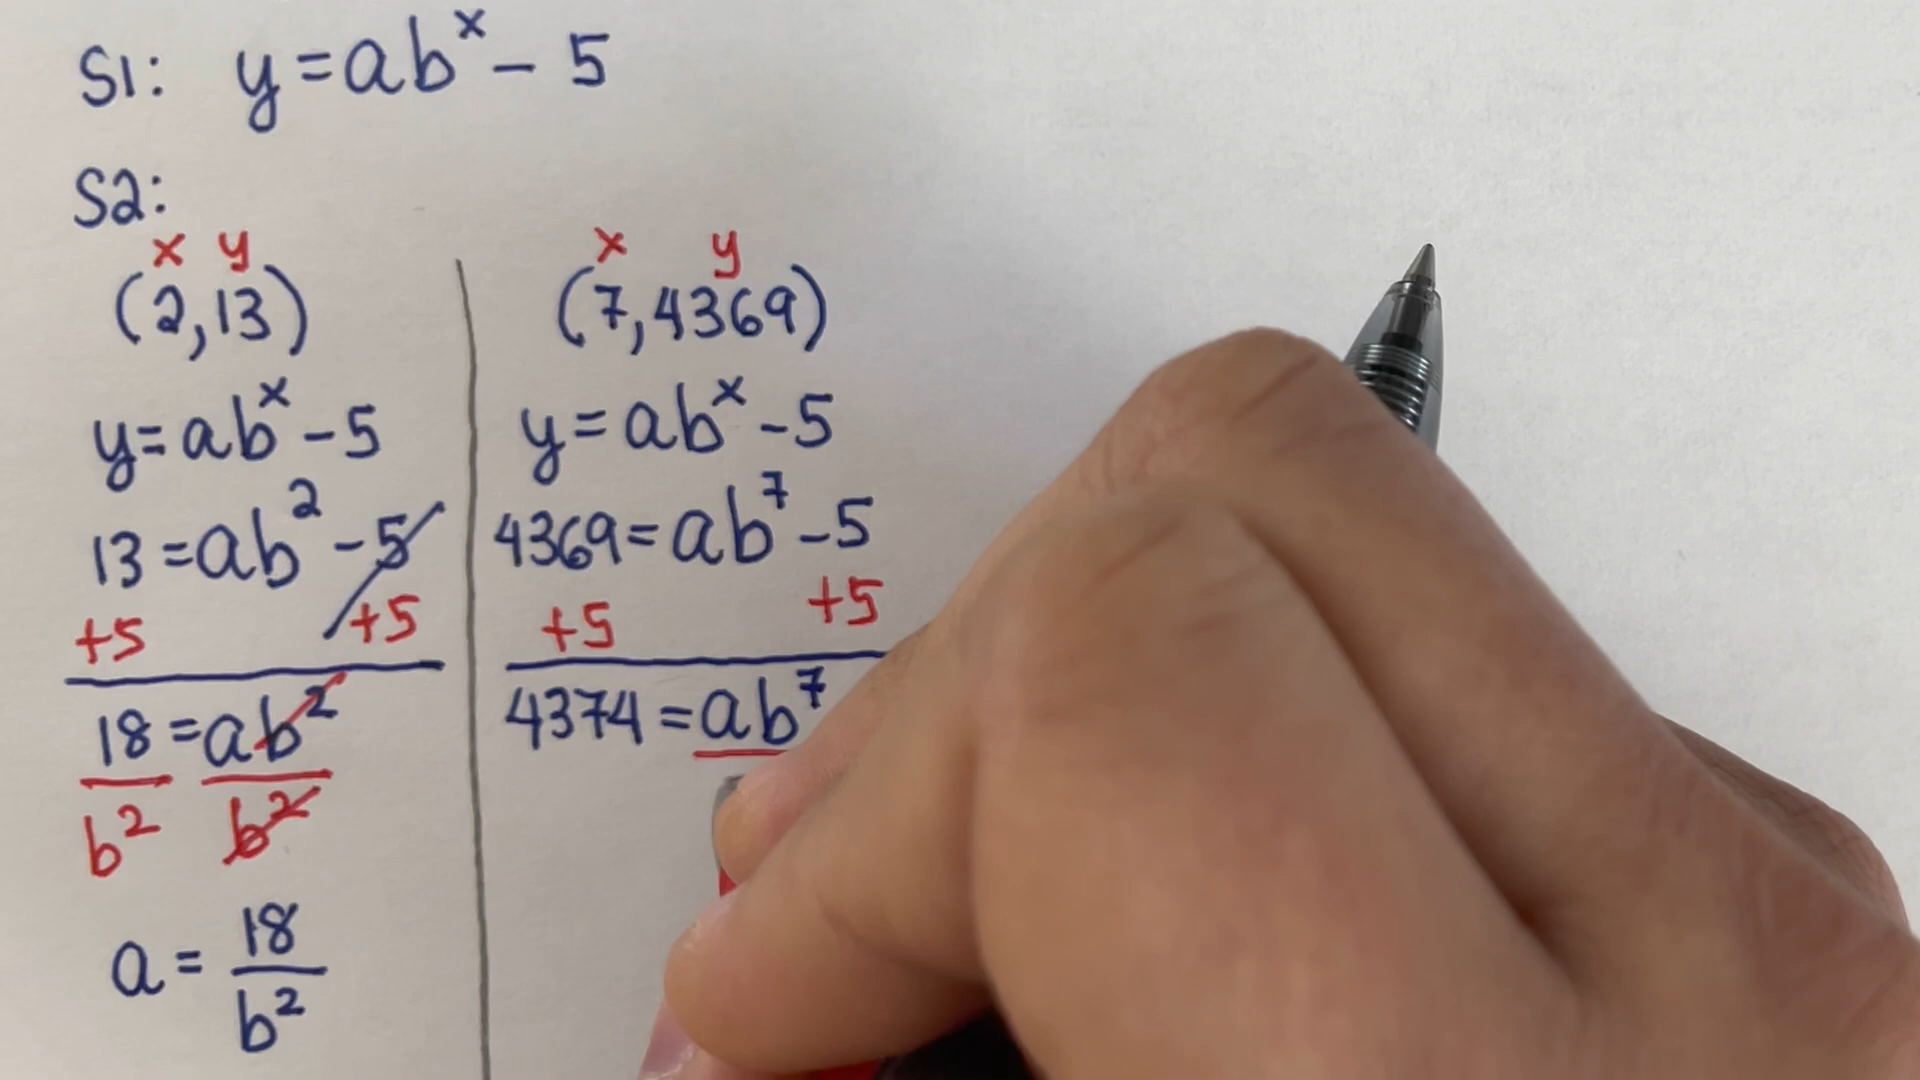 S1: y = ab^x - 5
S2:
x y
(2, 13)
y = ab^x - 5
13 = ab^2 - 5
+5 +5
18 = ab^2
b^2 b^2
a = 18/b^2
x y
(7, 4369)
y = ab^x - 5
4369 = ab^7 - 5
+5 +5
4374 = ab^7